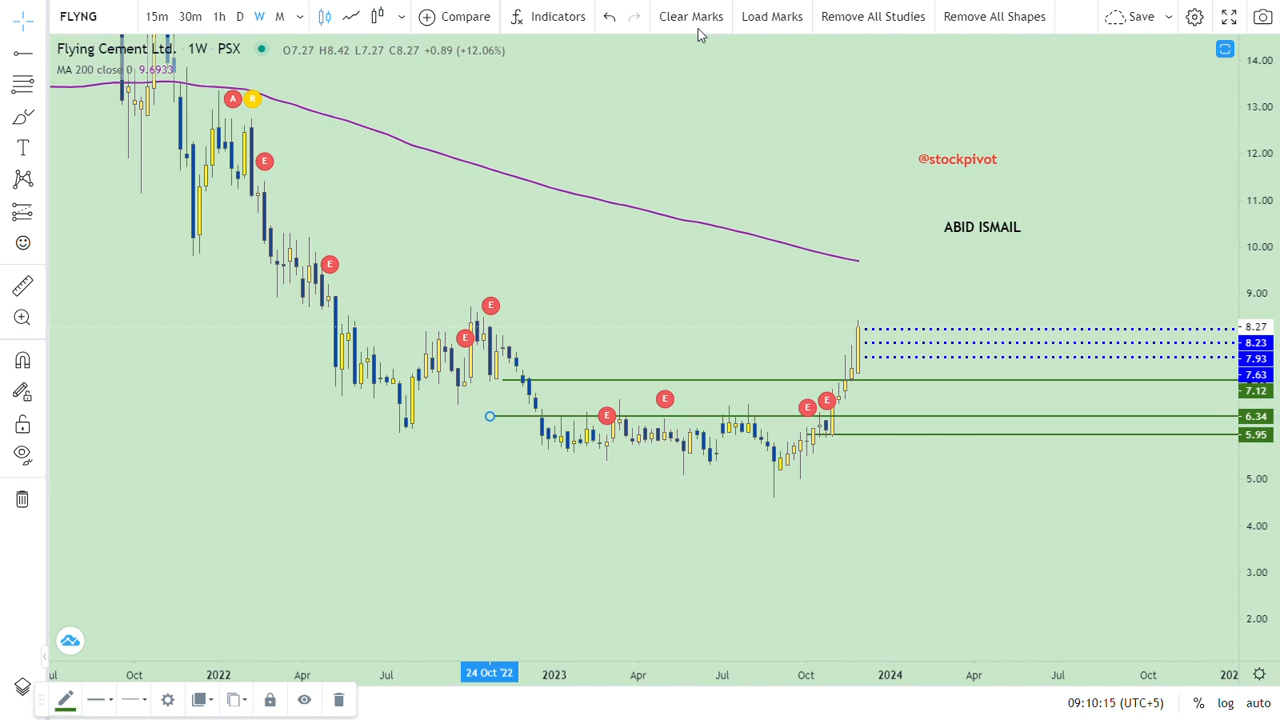 FLYNG 15m 30m 1h D W M Compare Indicators Clear Marks Load Marks Remove All Studies Remove All Shapes Save
Flying Cement Ltd. · 1W · PSX O7.27 H8.42 L7.27 C8.27 +0.89 (+12.06%)
MA 200 close 0 9.6933
14.00
A R
13.00
E
12.00
@stockpivot
11.00
ABID ISMAIL
10.00
E
9.00
E
8.27
E
8.23
7.93
7.63
7.12
E
E
E
E
6.34
5.95
5.00
4.00
3.00
2.00
Oct 2022 Apr Jul 24 Oct '22 2023 Apr Jul Oct 2024 Apr Jul Oct
09:10:15 (UTC+5) % log auto